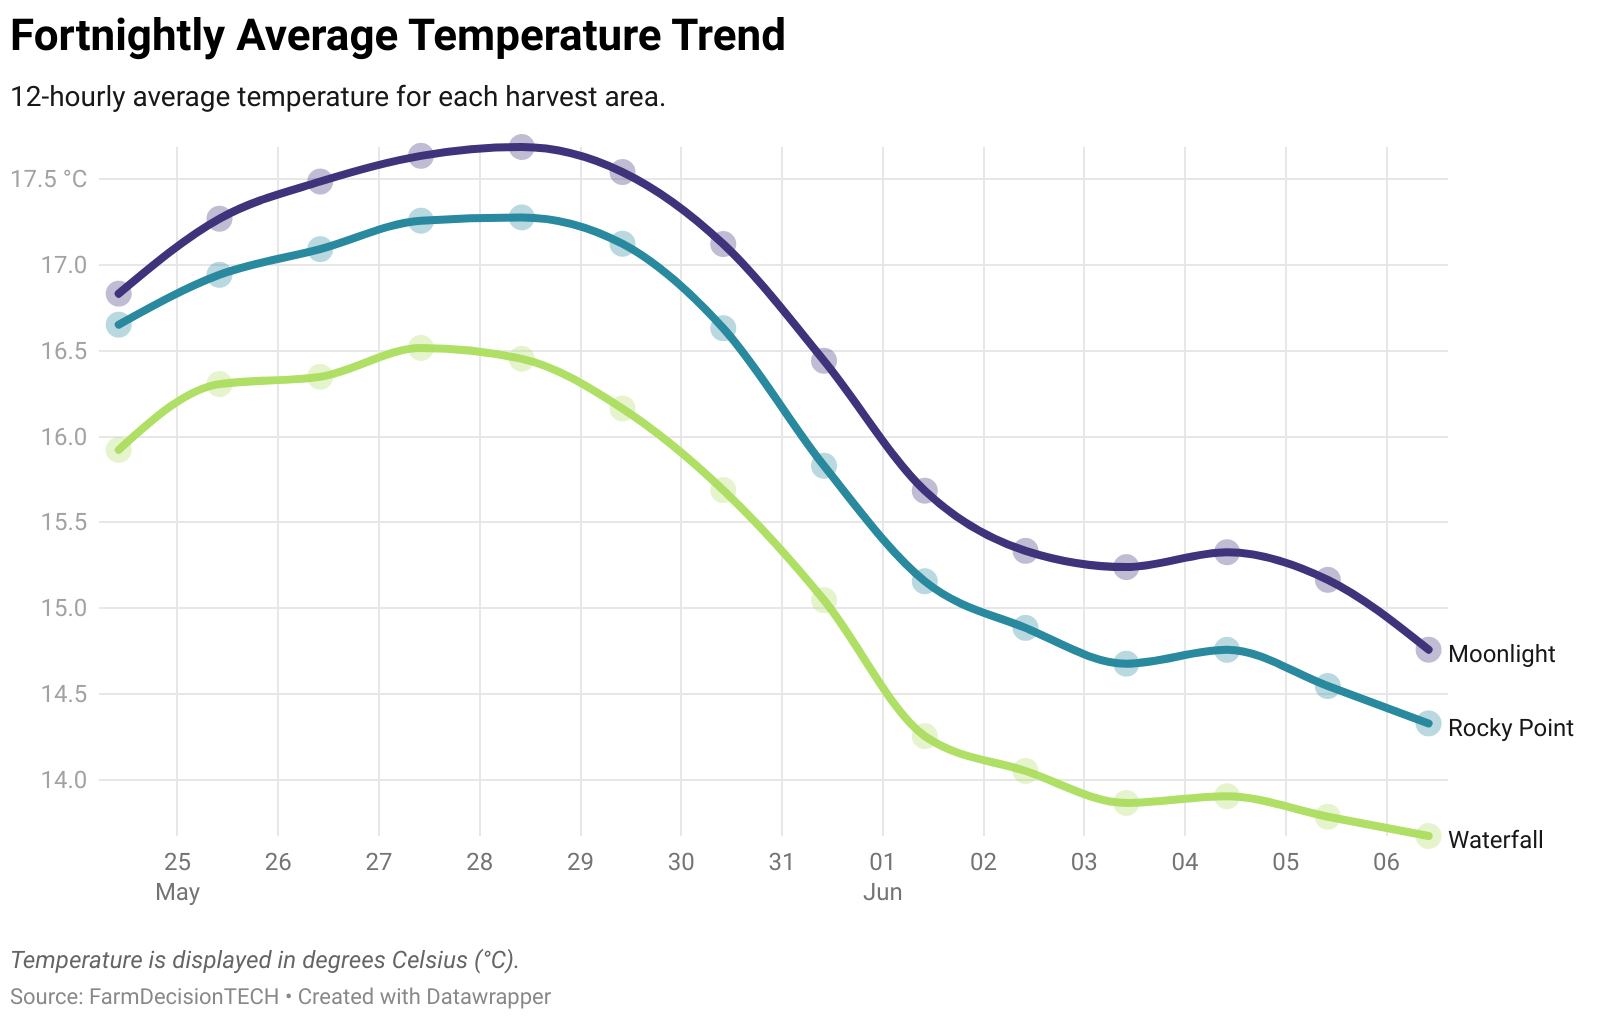 Fortnightly Average Temperature Trend
12-hourly average temperature for each harvest area.
17.5 °C
17.0
16.5
16.0
15.5
15.0
14.5
14.0
Moonlight
Rocky Point
Waterfall
25 26 27 28 29 30 31 01 02 03 04 05 06
May Jun
Temperature is displayed in degrees Celsius (°C).
Source: FarmDecisionTECH • Created with Datawrapper